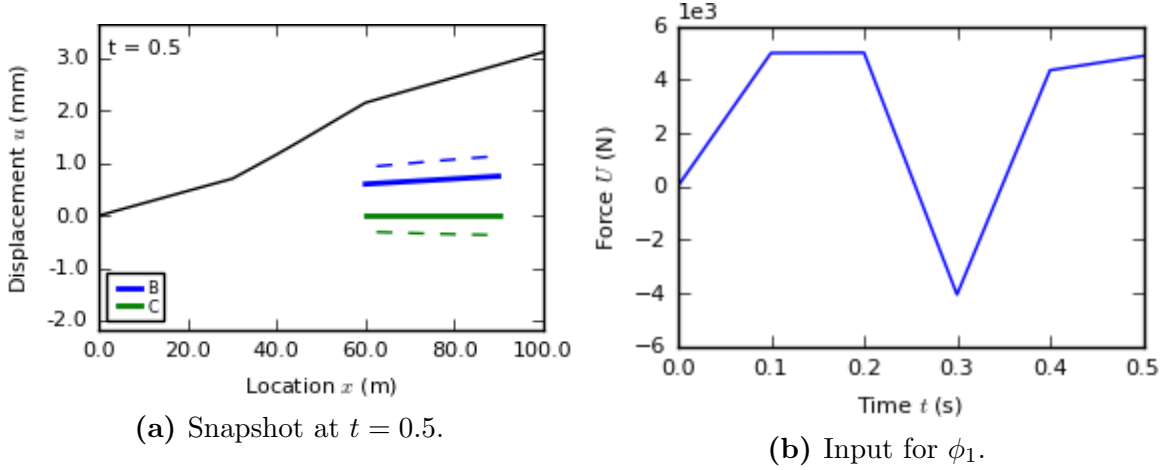 t = 0.5
3.0
2.0
1.0
0.0
-1.0
-2.0
Displacement u (mm)
B
C
0.0 20.0 40.0 60.0 80.0 100.0
Location x (m)
(a) Snapshot at t = 0.5.
1e3
6
4
2
0
−2
−4
−6
Force U (N)
0.0 0.1 0.2 0.3 0.4 0.5
Time t (s)
(b) Input for ϕ₁.